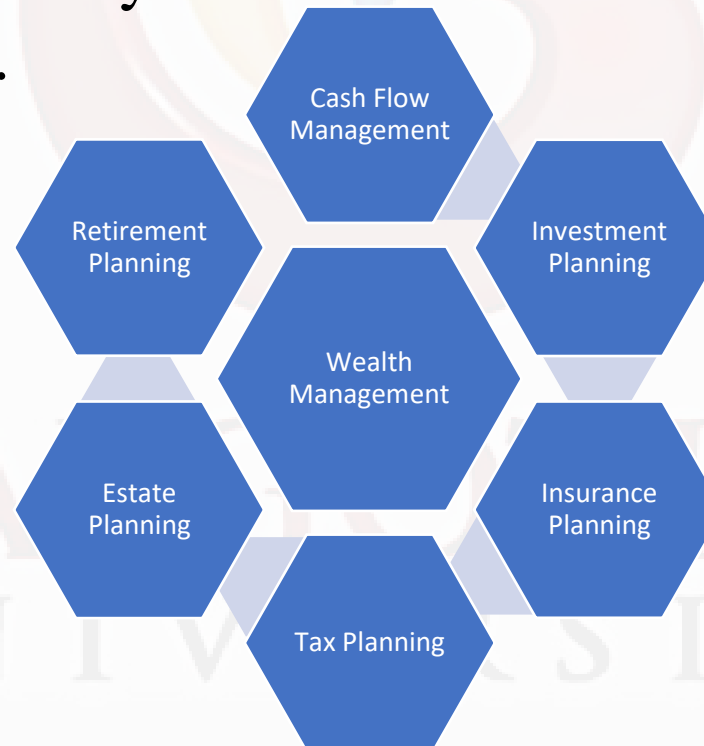 Cash Flow
Management
Retirement
Planning
Investment
Planning
Wealth
Management
Estate
Planning
Insurance
Planning
Tax Planning